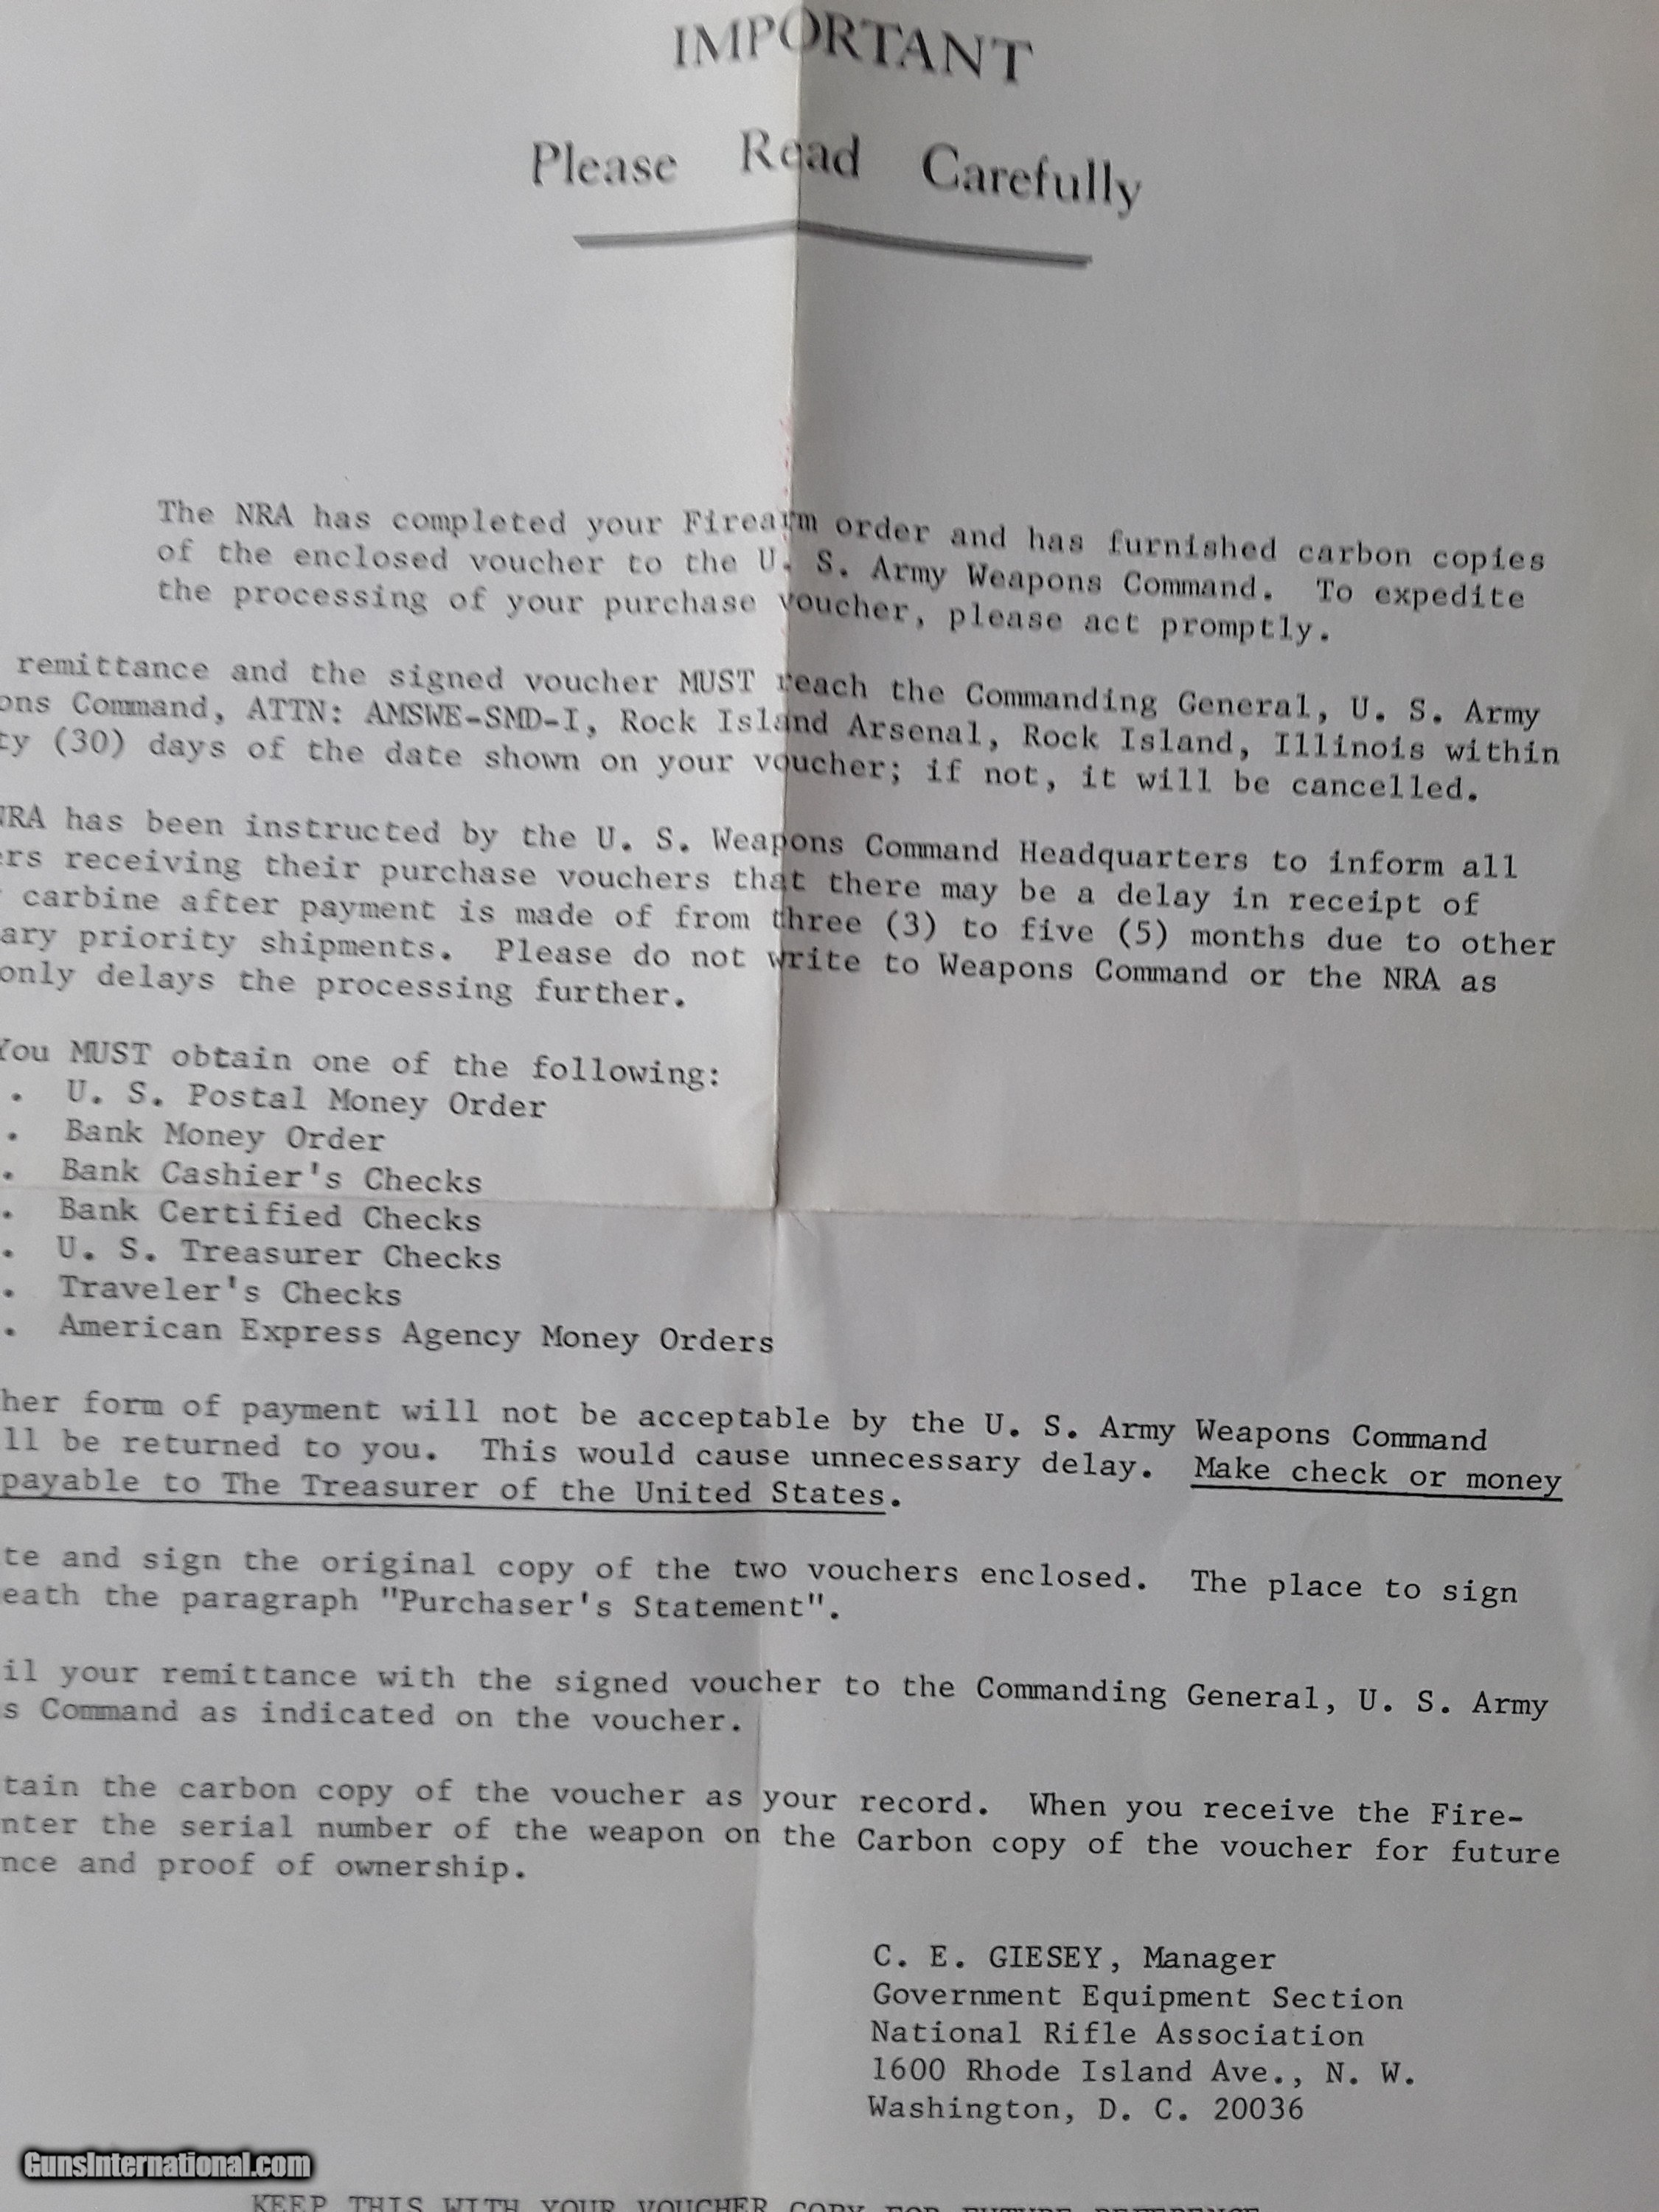 IMPORTANT
Please Read Carefully
The NRA has completed your Firearm order and has furnished carbon copies
of the enclosed voucher to the U. S. Army Weapons Command. To expedite
the processing of your purchase voucher, please act promptly.
remittance and the signed voucher MUST reach the Commanding General, U. S. Army
ons Command, ATTN: AMSWE-SMD-I, Rock Island Arsenal, Rock Island, Illinois within
ty (30) days of the date shown on your voucher; if not, it will be cancelled.
NRA has been instructed by the U. S. Weapons Command Headquarters to inform all
ers receiving their purchase vouchers that there may be a delay in receipt of
carbine after payment is made of from three (3) to five (5) months due to other
ary priority shipments. Please do not write to Weapons Command or the NRA as
only delays the processing further.
You MUST obtain one of the following:
. U. S. Postal Money Order
. Bank Money Order
. Bank Cashier's Checks
. Bank Certified Checks
. U. S. Treasurer Checks
. Traveler's Checks
. American Express Agency Money Orders
her form of payment will not be acceptable by the U. S. Army Weapons Command
ll be returned to you. This would cause unnecessary delay. Make check or money
payable to The Treasurer of the United States.
te and sign the original copy of the two vouchers enclosed. The place to sign
eath the paragraph "Purchaser's Statement".
il your remittance with the signed voucher to the Commanding General, U. S. Army
s Command as indicated on the voucher.
tain the carbon copy of the voucher as your record. When you receive the Fire-
nter the serial number of the weapon on the Carbon copy of the voucher for future
nce and proof of ownership.
C. E. GIESEY, Manager
Government Equipment Section
National Rifle Association
1600 Rhode Island Ave., N. W.
Washington, D. C. 20036
GunsInternational.com
KEEP THIS WITH YOUR VOUCHER COPY FOR FUTURE REFERENCE